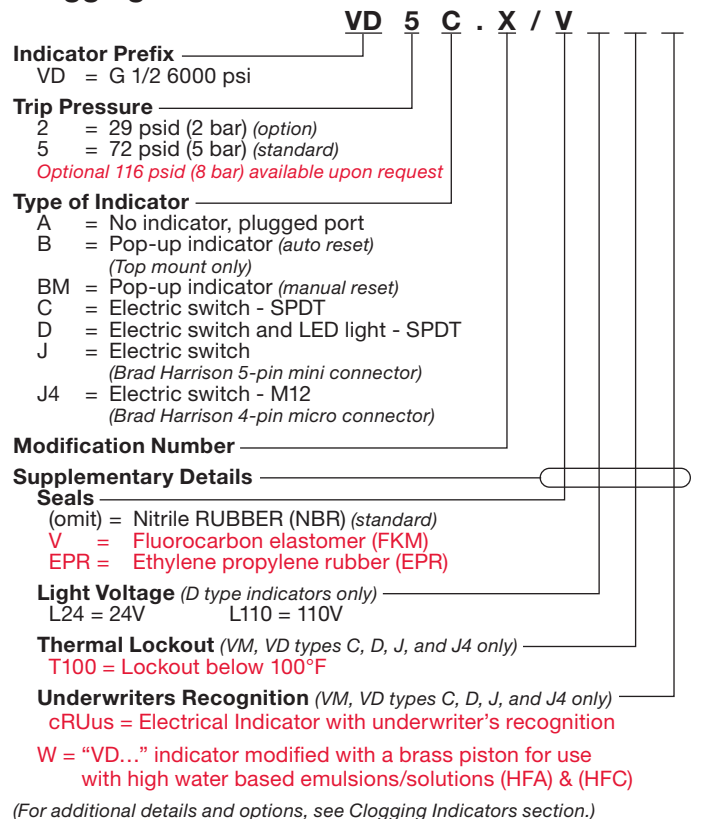 VD 5 C . X / V
Indicator Prefix
VD = G 1/2 6000 psi
Trip Pressure
2 = 29 psid (2 bar) (option)
5 = 72 psid (5 bar) (standard)
Optional 116 psid (8 bar) available upon request
Type of Indicator
A = No indicator, plugged port
B = Pop-up indicator (auto reset)
(Top mount only)
BM = Pop-up indicator (manual reset)
C = Electric switch - SPDT
D = Electric switch and LED light - SPDT
J = Electric switch
(Brad Harrison 5-pin mini connector)
J4 = Electric switch - M12
(Brad Harrison 4-pin micro connector)
Modification Number
Supplementary Details
Seals
(omit) = Nitrile RUBBER (NBR) (standard)
V = Fluorocarbon elastomer (FKM)
EPR = Ethylene propylene rubber (EPR)
Light Voltage (D type indicators only)
L24 = 24V L110 = 110V
Thermal Lockout (VM, VD types C, D, J, and J4 only)
T100 = Lockout below 100°F
Underwriters Recognition (VM, VD types C, D, J, and J4 only)
cRUus = Electrical Indicator with underwriter's recognition
W = “VD…” indicator modified with a brass piston for use
with high water based emulsions/solutions (HFA) & (HFC)
(For additional details and options, see Clogging Indicators section.)